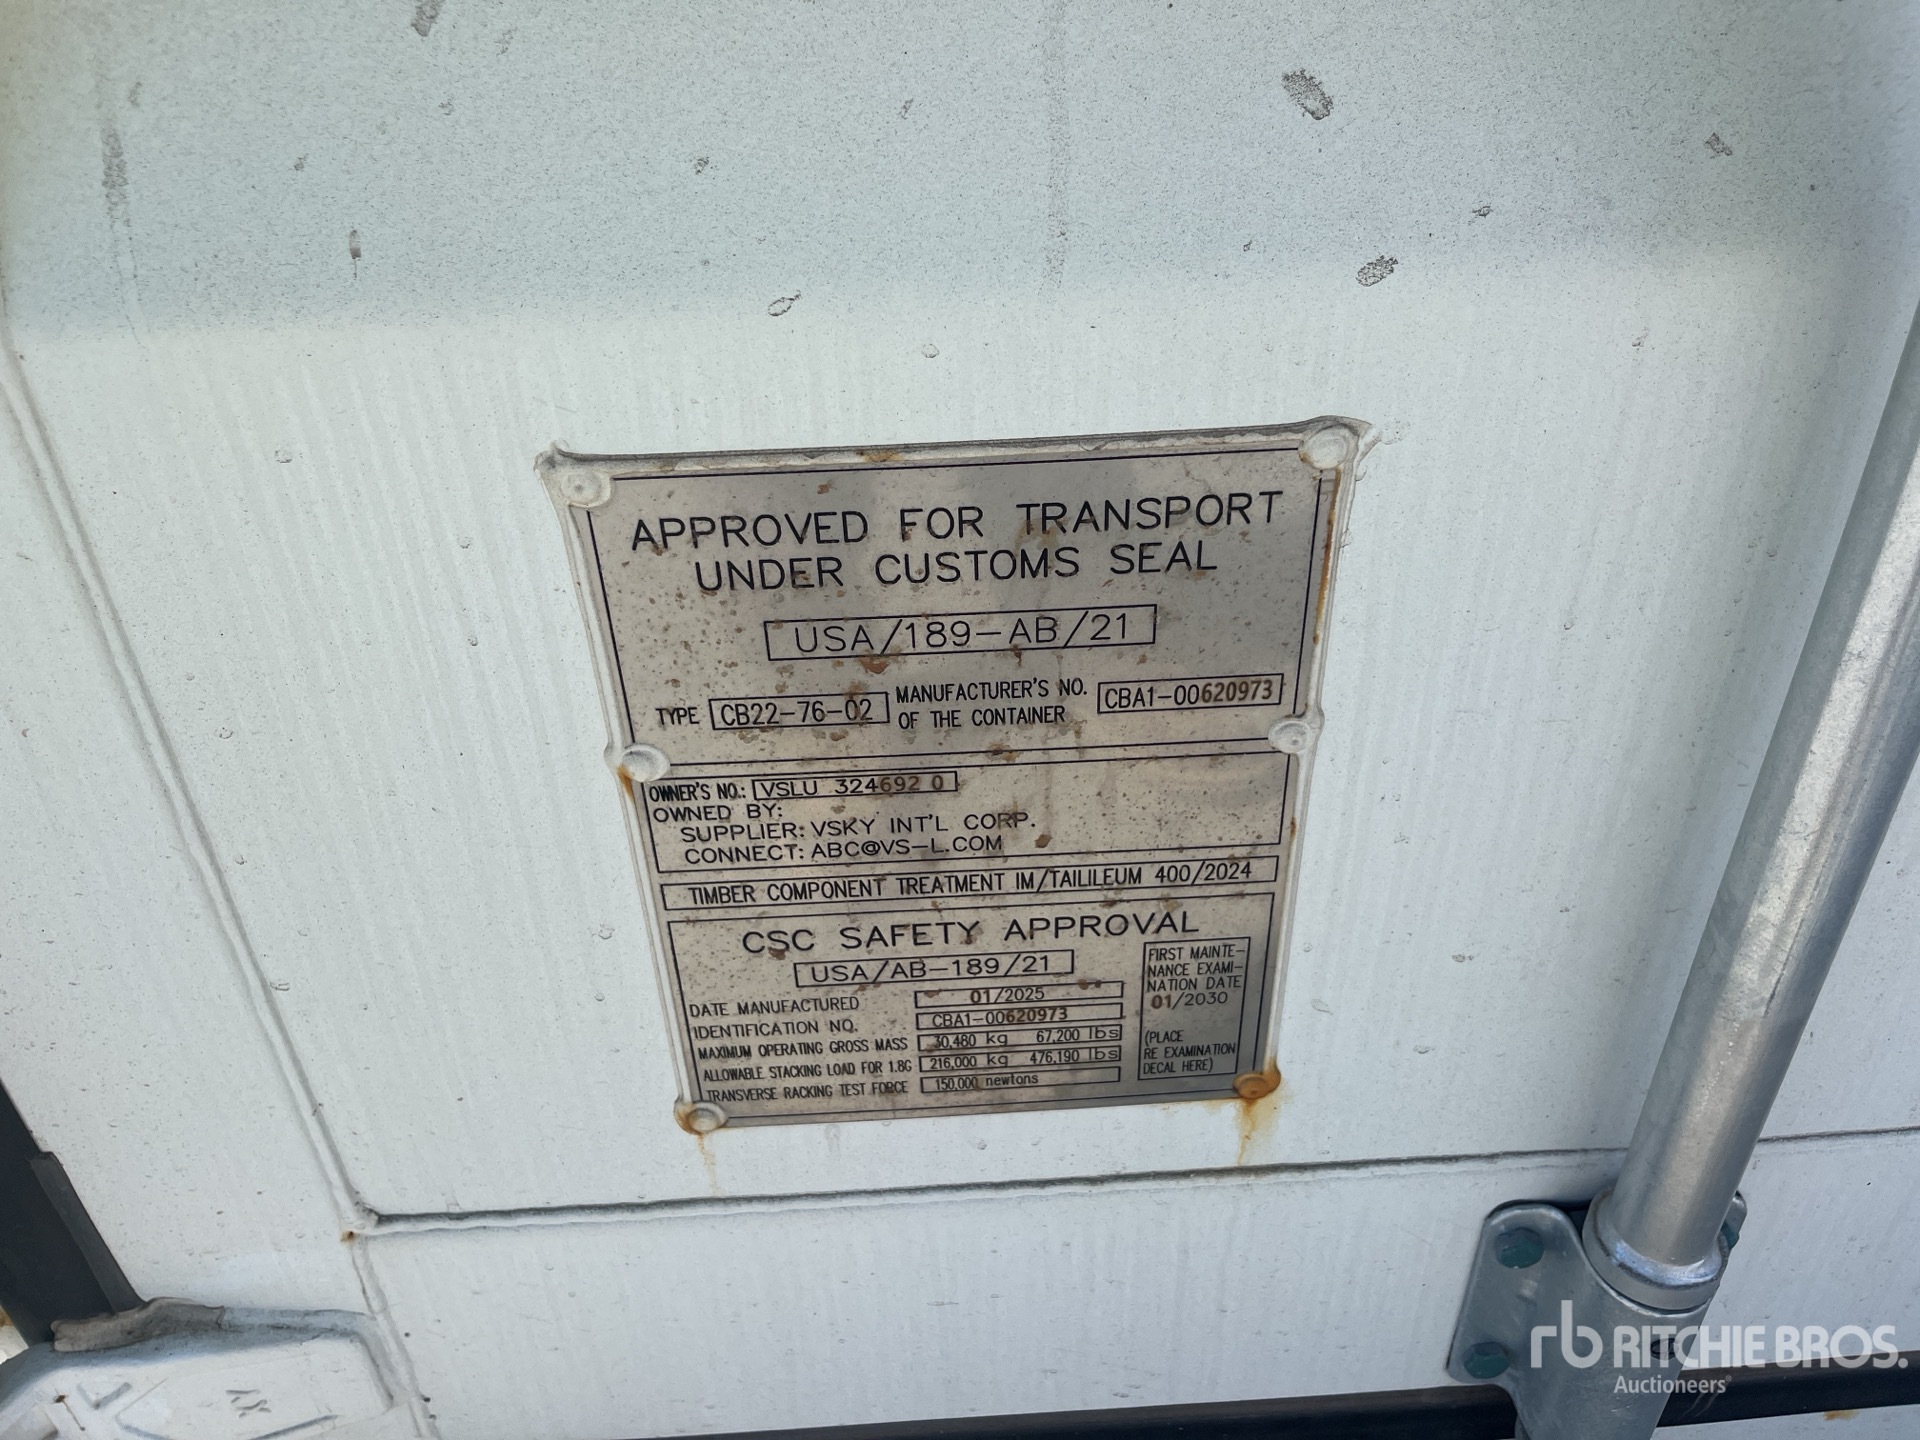 APPROVED FOR TRANSPORT
UNDER CUSTOMS SEAL
USA/189-AB/21
TYPE CB22-76-02 MANUFACTURER'S NO. OF THE CONTAINER CBA1-00620973
OWNER'S NO.: VSLU 324692 0
OWNED BY:
SUPPLIER: VSKY INT'L CORP.
CONNECT: ABC@VS-L.COM
TIMBER COMPONENT TREATMENT IM/TAILILEUM 400/2024
CSC SAFETY APPROVAL
USA/AB-189/21
DATE MANUFACTURED 01/2025
IDENTIFICATION NO. CBA1-00620973
MAXIMUM OPERATING GROSS MASS 30,480 kg 67,200 lbs
ALLOWABLE STACKING LOAD FOR 1.8G 216,000 kg 476,190 lbs
TRANSVERSE RACKING TEST FORCE 150,000 newtons
FIRST MAINTE-
NANCE EXAMI-
NATION DATE
01/2030
(PLACE
RE EXAMINATION
DECAL HERE)
rb RITCHIE BROS.
Auctioneers